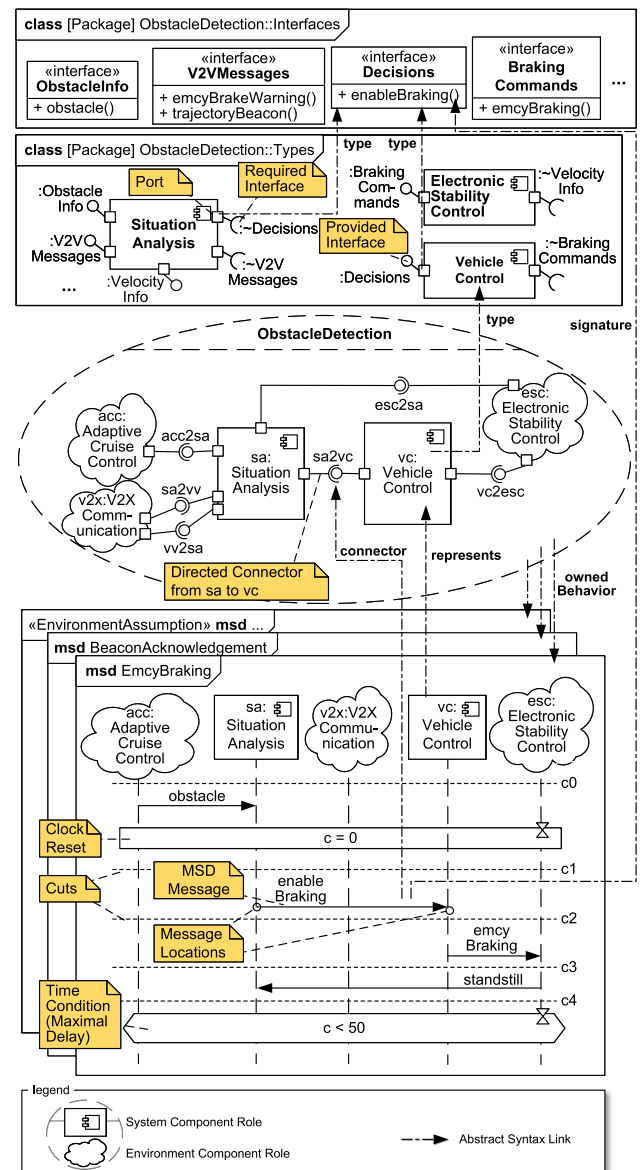 class [Package] ObstacleDetection::Interfaces
«interface»
ObstacleInfo
+ obstacle()
«interface»
V2VMessages
+ emcyBrakeWarning()
+ trajectoryBeacon()
«interface»
Decisions
+ enableBraking()
«interface»
Braking
Commands
+ emcyBraking()
...
class [Package] ObstacleDetection::Types
type
type
Port
Required
Interface
:Obstacle
Info
Situation
Analysis
:~Decisions
:V2V
Messages
:~V2V
Messages
...
:Velocity
Info
:Braking
Com-
mands
Electronic
Stability
Control
:~Velocity
Info
Provided
Interface
:Decisions
Vehicle
Control
:~Braking
Commands
type
signature
ObstacleDetection
esc2sa
acc:
Adaptive
Cruise
Control
acc2sa
sa:
Situation
Analysis
sa2vc
vc:
Vehicle
Control
esc:
Electronic
Stability
Control
vc2esc
v2x:V2X
Comm-
unication
sa2vv
vv2sa
Directed Connector
from sa to vc
connector
represents
owned
Behavior
«EnvironmentAssumption» msd ...
msd BeaconAcknowledgement
msd EmcyBraking
acc:
Adaptive
Cruise
Control
sa:
Situation
Analysis
v2x:V2X
Commu-
nication
vc:
Vehicle
Control
esc:
Electronic
Stability
Control
c0
obstacle
Clock
Reset
c = 0
c1
Cuts
MSD
Message
enable
Braking
c2
Message
Locations
emcy
Braking
c3
standstill
c4
Time
Condition
(Maximal
Delay)
c < 50
legend
System Component Role
Environment Component Role
Abstract Syntax Link